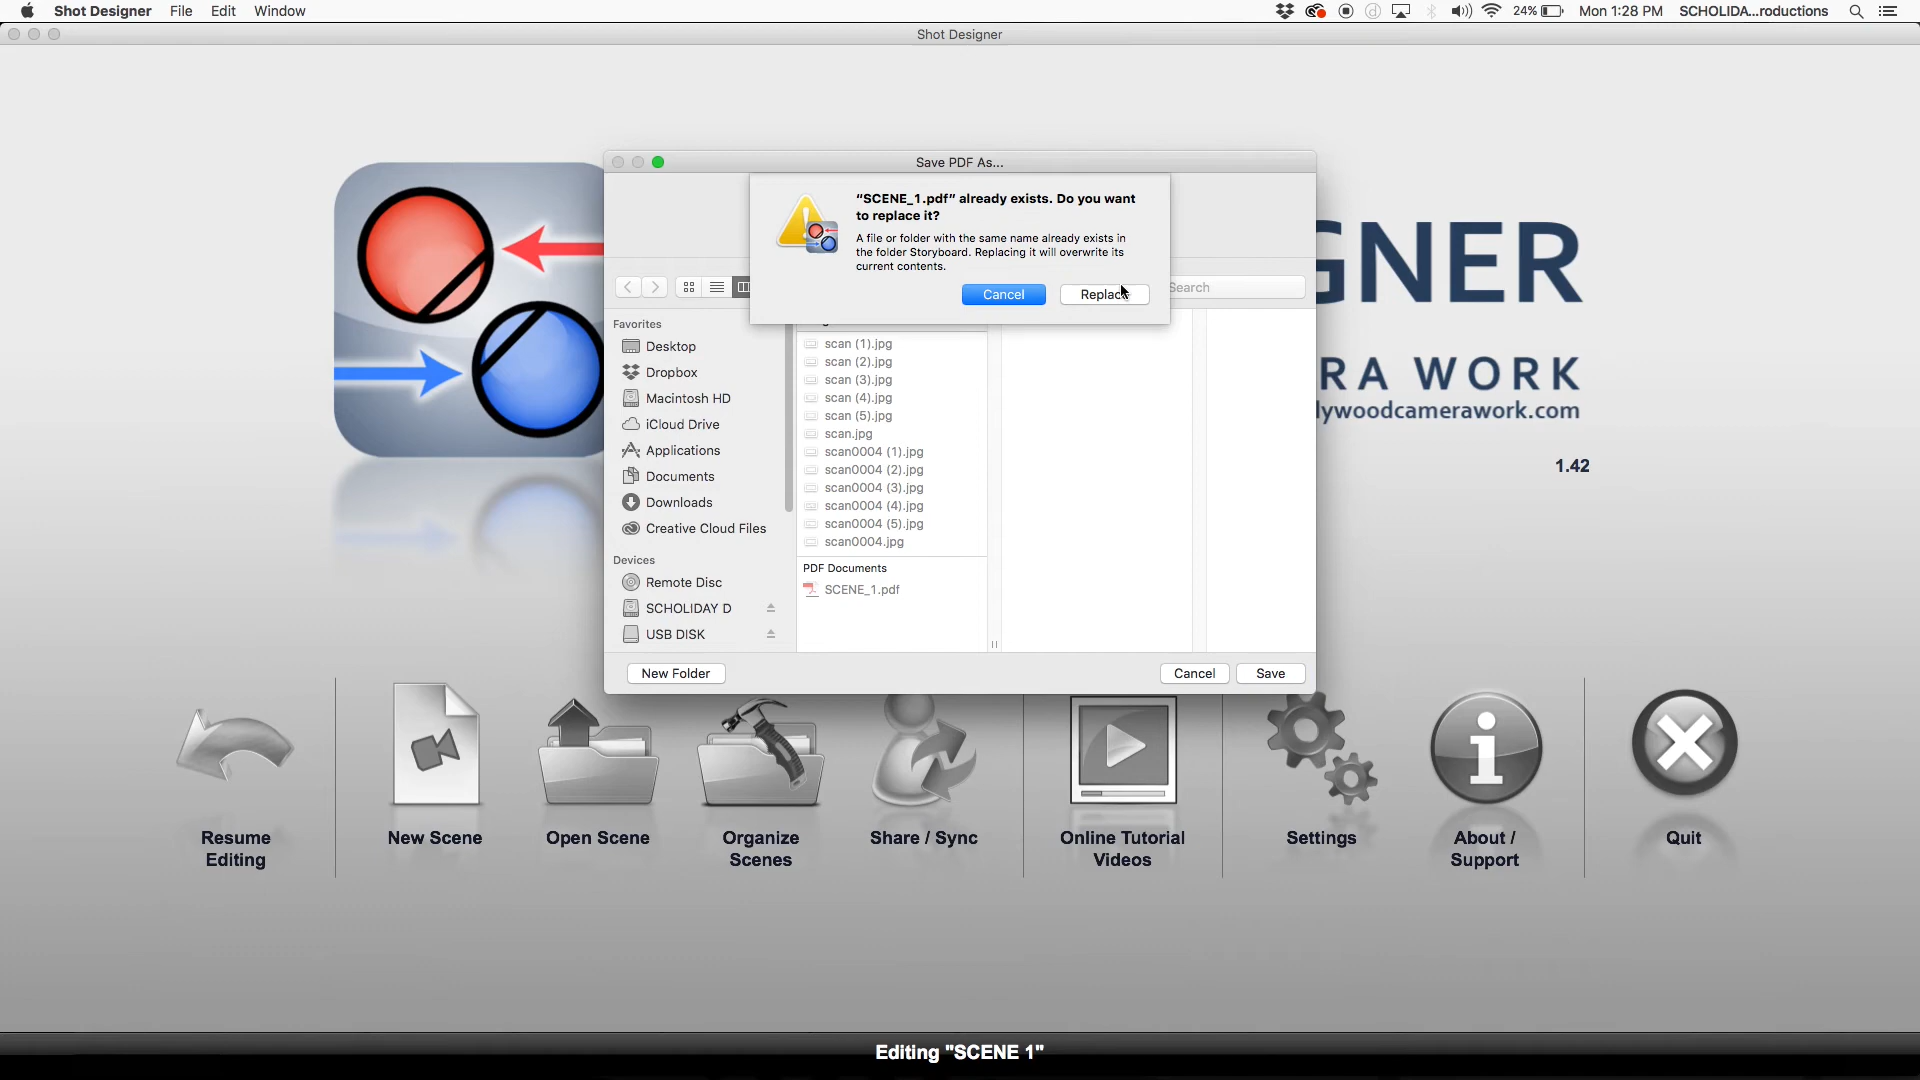 Shot Designer File Edit Window
24% Mon 1:28 PM SCHOLIDA...roductions
Shot Designer
Save PDF As...
“SCENE_1.pdf” already exists. Do you want
to replace it?
A file or folder with the same name already exists in
the folder Storyboard. Replacing it will overwrite its
current contents.
Cancel
Search
Favorites
Desktop
Dropbox
Macintosh HD
iCloud Drive
Applications
Documents
Downloads
Creative Cloud Files
Devices
Remote Disc
SCHOLIDAY D
USB DISK
scan (1).jpg
scan (2).jpg
scan (3).jpg
scan (4).jpg
scan (5).jpg
scan.jpg
scan0004 (1).jpg
scan0004 (2).jpg
scan0004 (3).jpg
scan0004 (4).jpg
scan0004 (5).jpg
scan0004.jpg
PDF Documents
SCENE_1.pdf
New Folder
Cancel
Save
GNER
RA WORK
lywoodcamerawork.com
1.42
Resume
Editing
New Scene
Open Scene
Organize
Scenes
Share / Sync
Online Tutorial
Videos
Settings
About /
Support
Quit
Editing "SCENE 1"